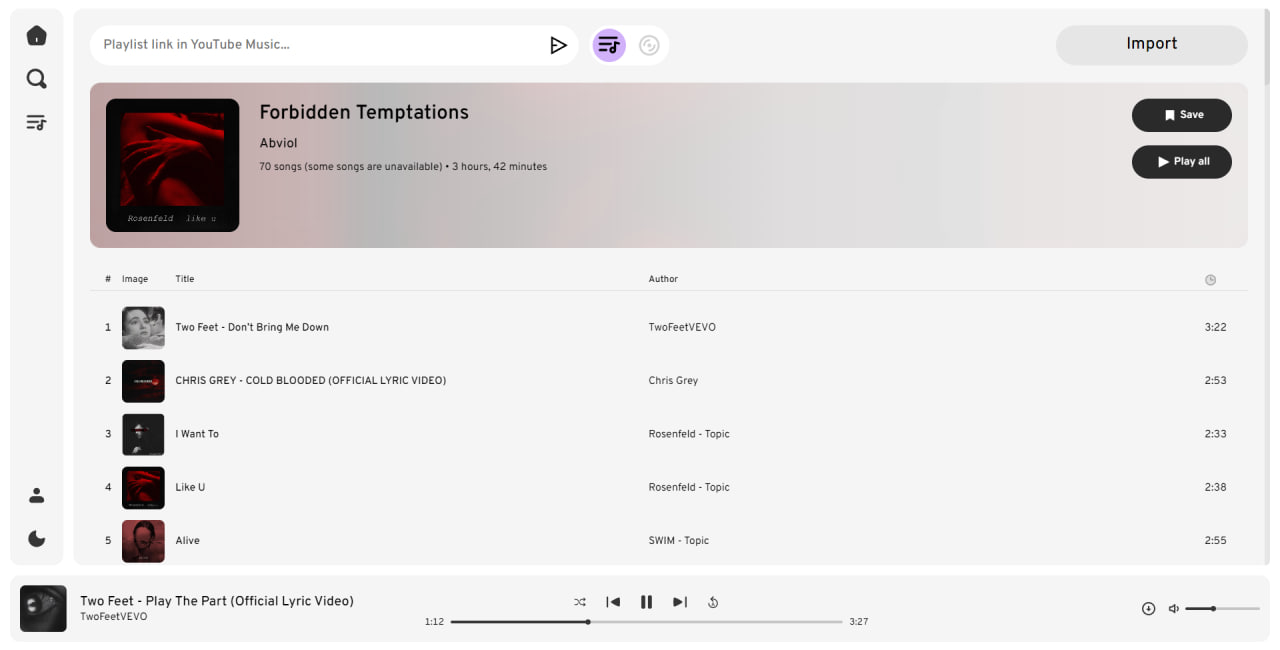 Playlist link in YouTube Music...
Import
Forbidden Temptations
Abviol
70 songs (some songs are unavailable) • 3 hours, 42 minutes
Save
Play all
Rosenfeld like u
# Image Title Author
1 Two Feet - Don't Bring Me Down TwoFeetVEVO 3:22
2 CHRIS GREY - COLD BLOODED (OFFICIAL LYRIC VIDEO) Chris Grey 2:53
3 I Want To Rosenfeld - Topic 2:33
4 Like U Rosenfeld - Topic 2:38
5 Alive SWIM - Topic 2:55
Two Feet - Play The Part (Official Lyric Video)
TwoFeetVEVO
1:12 3:27